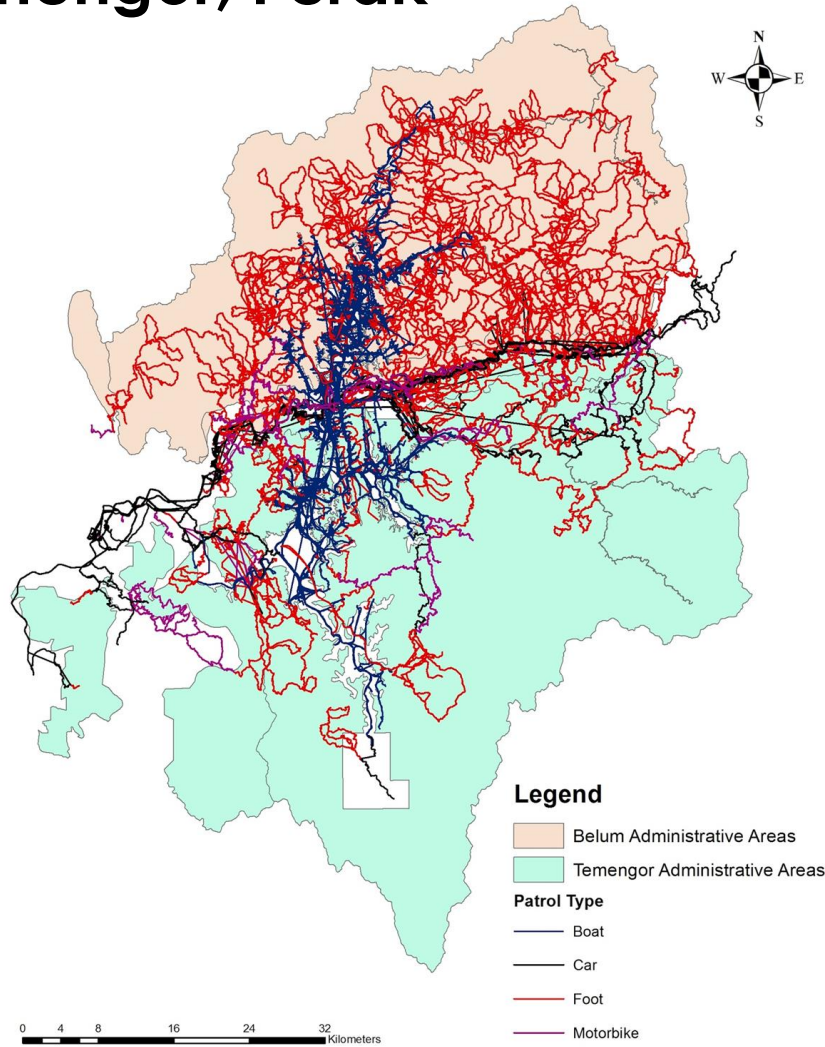 Perak
N
W E
S
Legend
Belum Administrative Areas
Temengor Administrative Areas
Patrol Type
Boat
Car
Foot
Motorbike
0 4 8 16 24 32
Kilometers